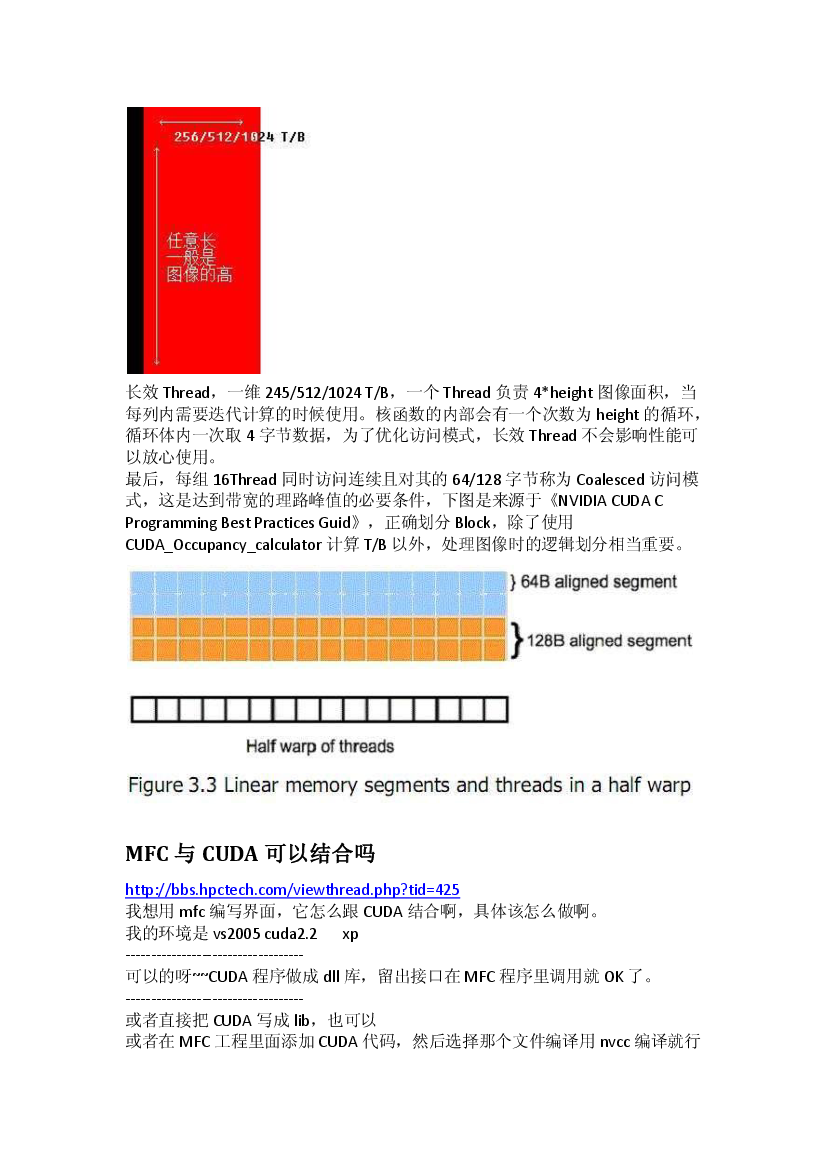 256/512/1024 T/B
任意长
一般是
图像的高
长效 Thread，一维 245/512/1024 T/B，一个 Thread 负责 4*height 图像面积，当
每列内需要迭代计算的时候使用。核函数的内部会有一个次数为 height 的循环，
循环体内一次取 4 字节数据，为了优化访问模式，长效 Thread 不会影响性能可
以放心使用。
最后，每组 16Thread 同时访问连续且对其的 64/128 字节称为 Coalesced 访问模
式，这是达到带宽的理路峰值的必要条件，下图是来源于《NVIDIA CUDA C
Programming Best Practices Guid》，正确划分 Block，除了使用
CUDA_Occupancy_calculator 计算 T/B 以外，处理图像时的逻辑划分相当重要。
} 64B aligned segment
} 128B aligned segment
Half warp of threads
Figure 3.3 Linear memory segments and threads in a half warp
MFC 与 CUDA 可以结合吗
http://bbs.hpctech.com/viewthread.php?tid=425
我想用 mfc 编写界面，它怎么跟 CUDA 结合啊，具体该怎么做啊。
我的环境是 vs2005 cuda2.2 xp
-----------------------------------
可以的呀~~CUDA 程序做成 dll 库，留出接口在 MFC 程序里调用就 OK 了。
-----------------------------------
或者直接把 CUDA 写成 lib，也可以
或者在 MFC 工程里面添加 CUDA 代码，然后选择那个文件编译用 nvcc 编译就行